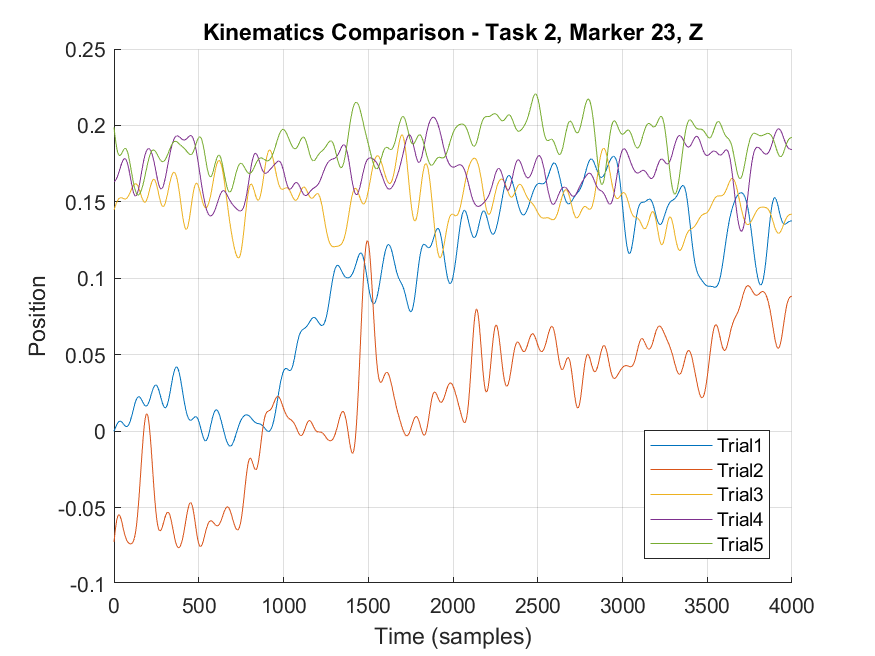 Kinematics Comparison - Task 2, Marker 23, Z
0.25
0.2
0.15
0.1
0.05
0
-0.05
-0.1
Position
0 500 1000 1500 2000 2500 3000 3500 4000
Time (samples)
Trial1
Trial2
Trial3
Trial4
Trial5